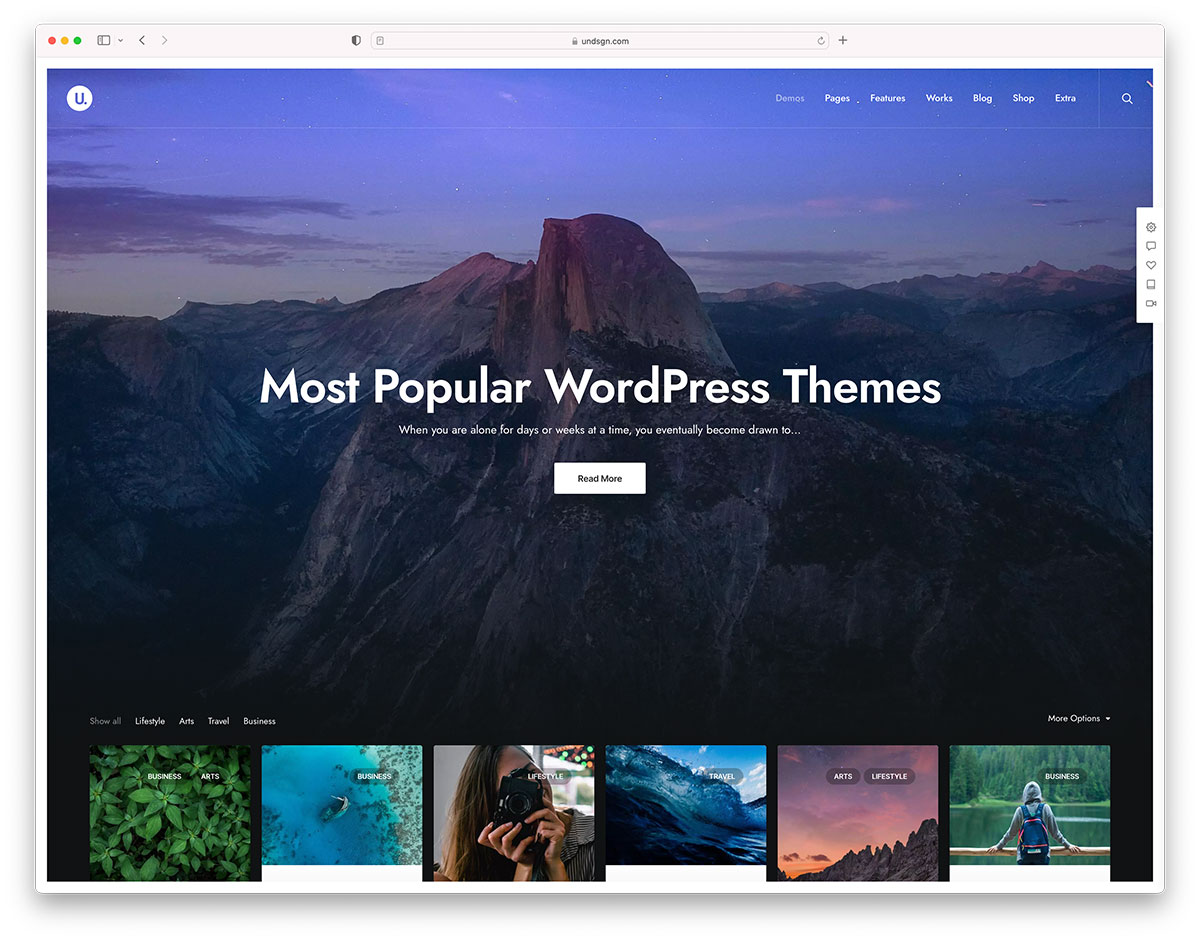 undsgn.com
U.
Demos Pages Features Works Blog Shop Extra
Most Popular WordPress Themes
When you are alone for days or weeks at a time, you eventually become drawn to...
Read More
Show all Lifestyle Arts Travel Business
More Options
BUSINESS ARTS
BUSINESS
LIFESTYLE
TRAVEL
ARTS LIFESTYLE
BUSINESS